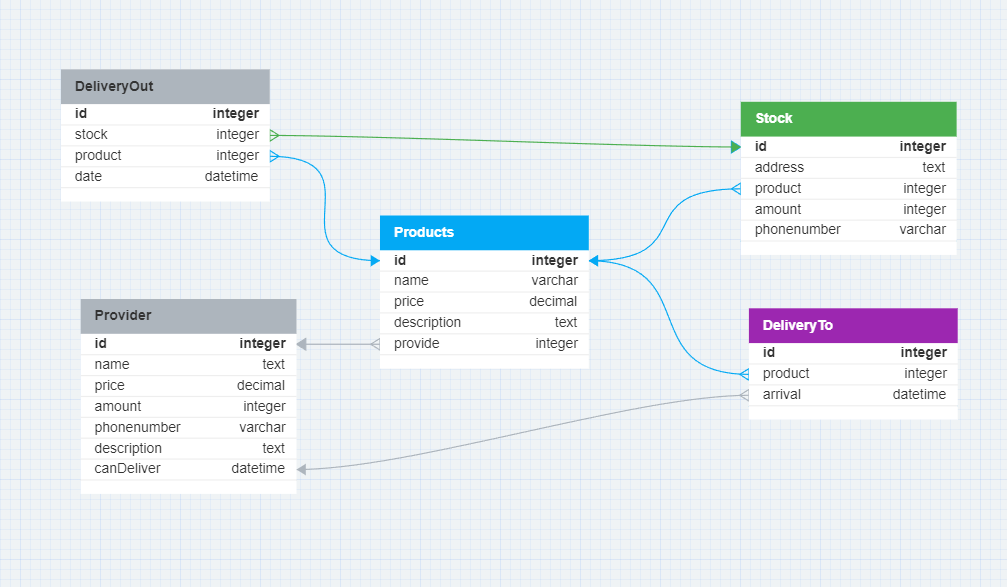 DeliveryOut
id integer
stock integer
product integer
date datetime
Stock
id integer
address text
product integer
amount integer
phonenumber varchar
Products
id integer
name varchar
price decimal
description text
provide integer
Provider
id integer
name text
price decimal
amount integer
phonenumber varchar
description text
canDeliver datetime
DeliveryTo
id integer
product integer
arrival datetime